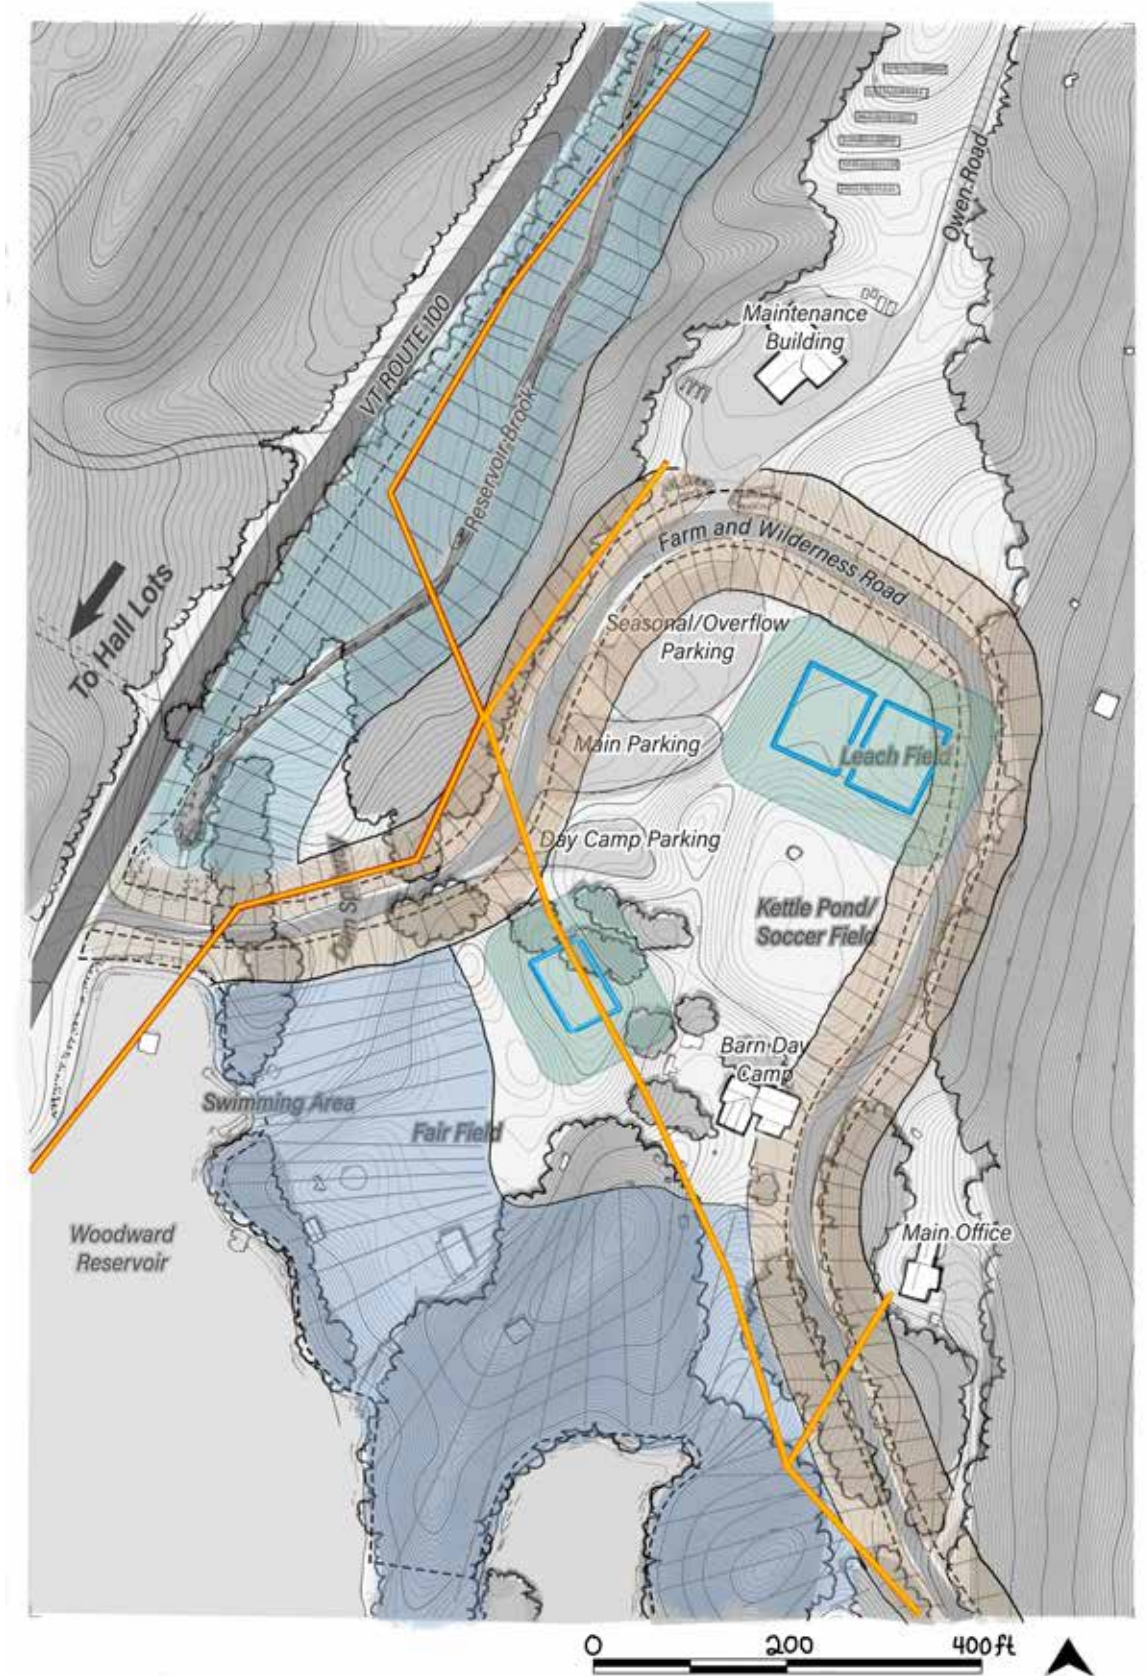 Owen Road
Maintenance
Building
VT ROUTE 100
Reservoir Brook
Farm and Wilderness Road
To Hall Lots
Seasonal/Overflow
Parking
Main Parking
Leach Field
Day Camp Parking
Kettle Pond/
Soccer Field
Barn Day
Camp
Swimming Area
Fair Field
Woodward
Reservoir
Main Office
0 200 400 ft